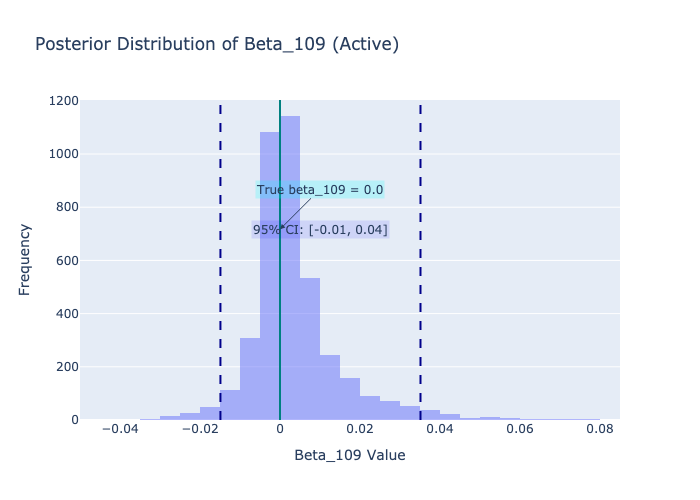 Posterior Distribution of Beta_109 (Active)
1200
1000
800
600
400
200
0
Frequency
True beta_109 = 0.0
95% CI: [-0.01, 0.04]
−0.04 −0.02 0 0.02 0.04 0.06 0.08
Beta_109 Value